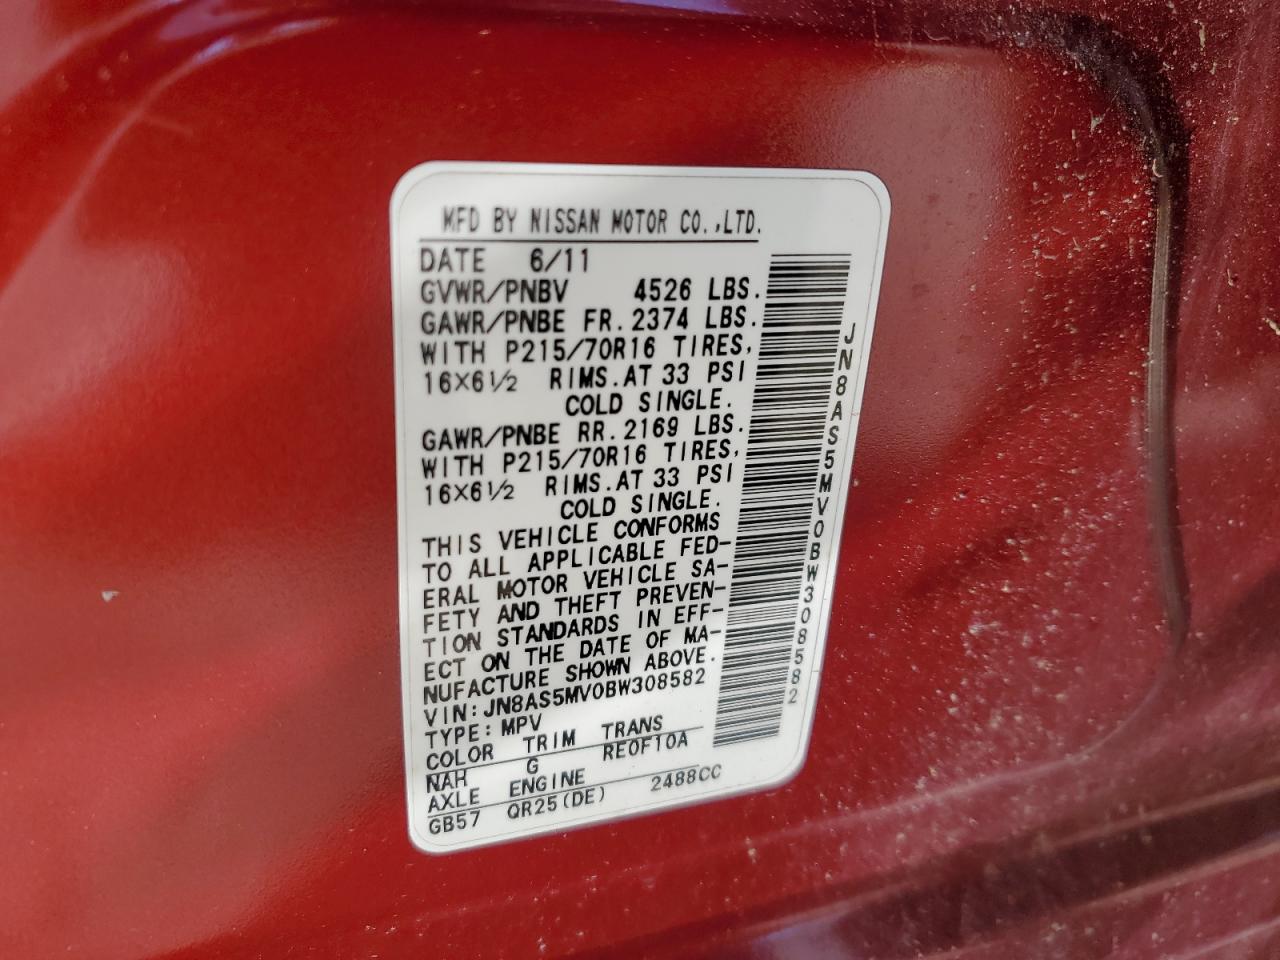 MFD BY NISSAN MOTOR CO.,LTD.
DATE 6/11
GVWR/PNBV 4526 LBS.
GAWR/PNBE FR.2374 LBS.
WITH P215/70R16 TIRES,
16×6½ RIMS.AT 33 PSI
COLD SINGLE.
GAWR/PNBE RR.2169 LBS.
WITH P215/70R16 TIRES,
16×6½ RIMS.AT 33 PSI
COLD SINGLE.
THIS VEHICLE CONFORMS
TO ALL APPLICABLE FED-
ERAL MOTOR VEHICLE SA-
FETY AND THEFT PREVEN-
TION STANDARDS IN EFF-
ECT ON THE DATE OF MA-
NUFACTURE SHOWN ABOVE.
VIN:JN8AS5MV0BW308582
TYPE:MPV
COLOR TRIM TRANS
NAH G RE0F10A
AXLE ENGINE
GB57 QR25(DE) 2488CC
JN8AS5MV0BW308582